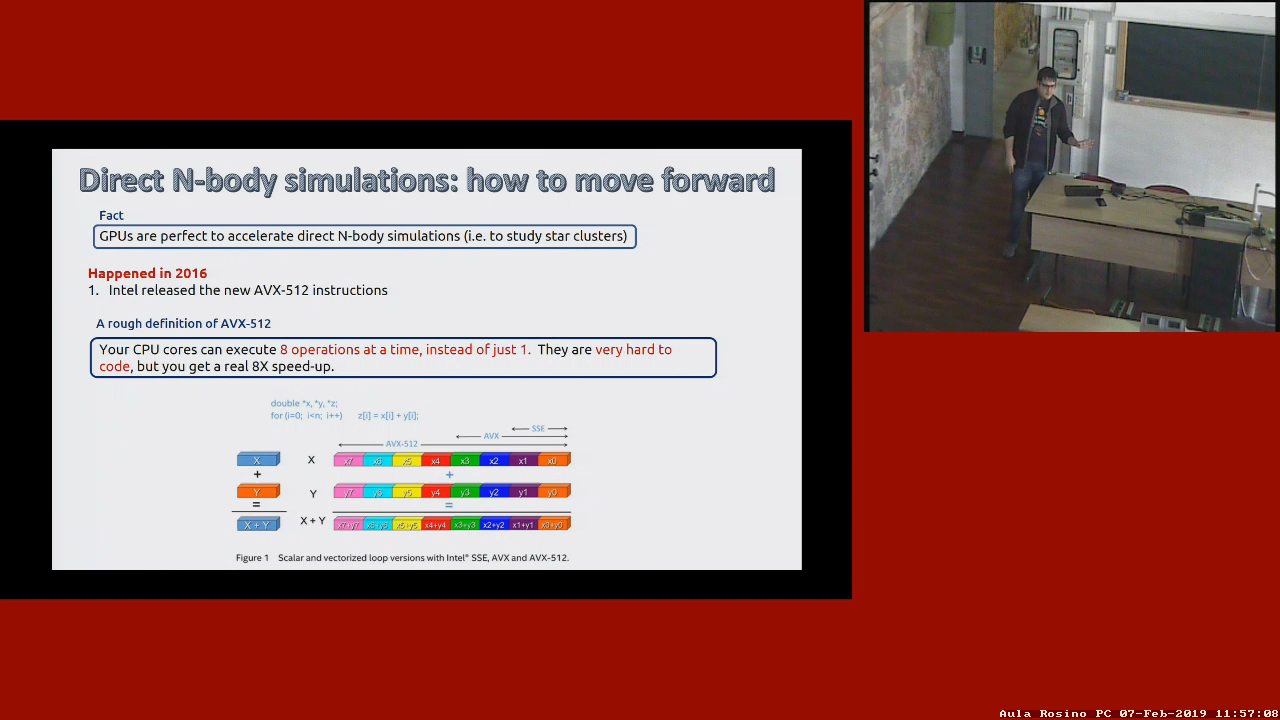 Direct N-body simulations: how to move forward
Fact
GPUs are perfect to accelerate direct N-body simulations (i.e. to study star clusters)
Happened in 2016
1. Intel released the new AVX-512 instructions
A rough definition of AVX-512
Your CPU cores can execute 8 operations at a time, instead of just 1. They are very hard to
code, but you get a real 8X speed-up.
double *x, *y, *z;
for (i=0; i<n; i++) z[i] = x[i] + y[i];
SSE
AVX
AVX-512
X X x7 x6 x5 x4 x3 x2 x1 x0
+ +
Y Y y7 y6 y5 y4 y3 y2 y1 y0
= =
X + Y X + Y x7+y7 x6+y6 x5+y5 x4+y4 x3+y3 x2+y2 x1+y1 x0+y0
Figure 1 Scalar and vectorized loop versions with Intel® SSE, AVX and AVX-512.
Aula Rosino PC 07-Feb-2019 11:57:08